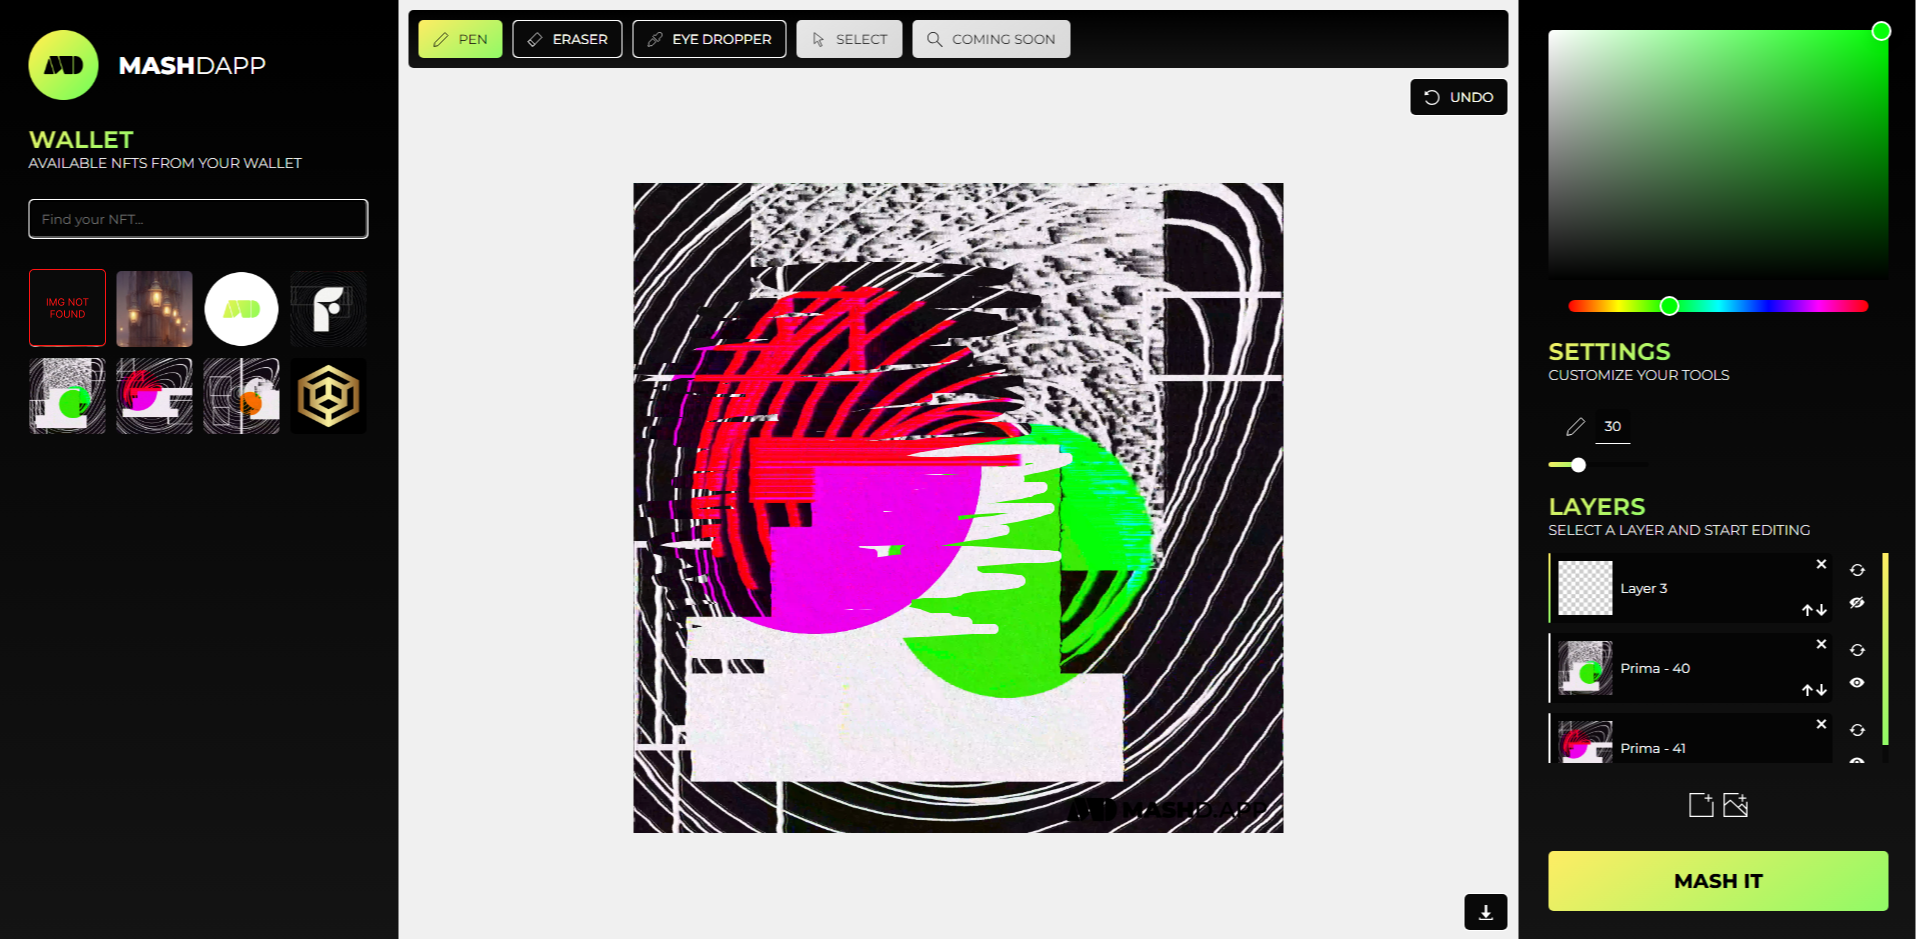 MASHDAPP
WALLET
AVAILABLE NFTS FROM YOUR WALLET
Find your NFT...
IMG NOT
FOUND
PEN
ERASER
EYE DROPPER
SELECT
COMING SOON
UNDO
MASHD.APP
SETTINGS
CUSTOMIZE YOUR TOOLS
30
LAYERS
SELECT A LAYER AND START EDITING
Layer 3
Prima - 40
Prima - 41
MASH IT